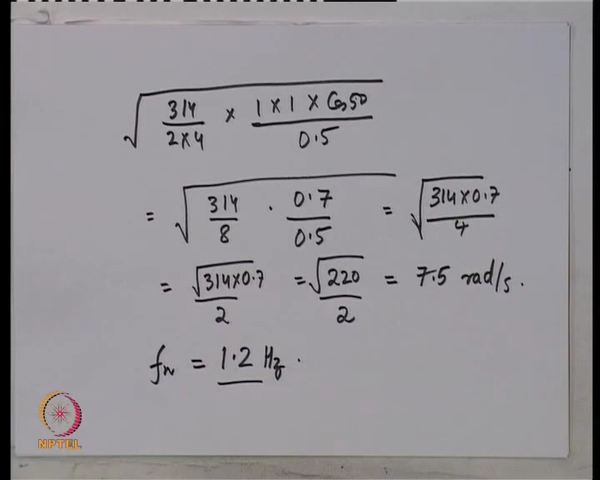 √(314/(2×4) × (1×1×Cos50)/0.5)
= √(314/8 · 0.7/0.5) = √(314×0.7/4)
= √(314×0.7)/2 = √220/2 = 7.5 rad/s.
fn = 1.2 Hz.
NPTEL